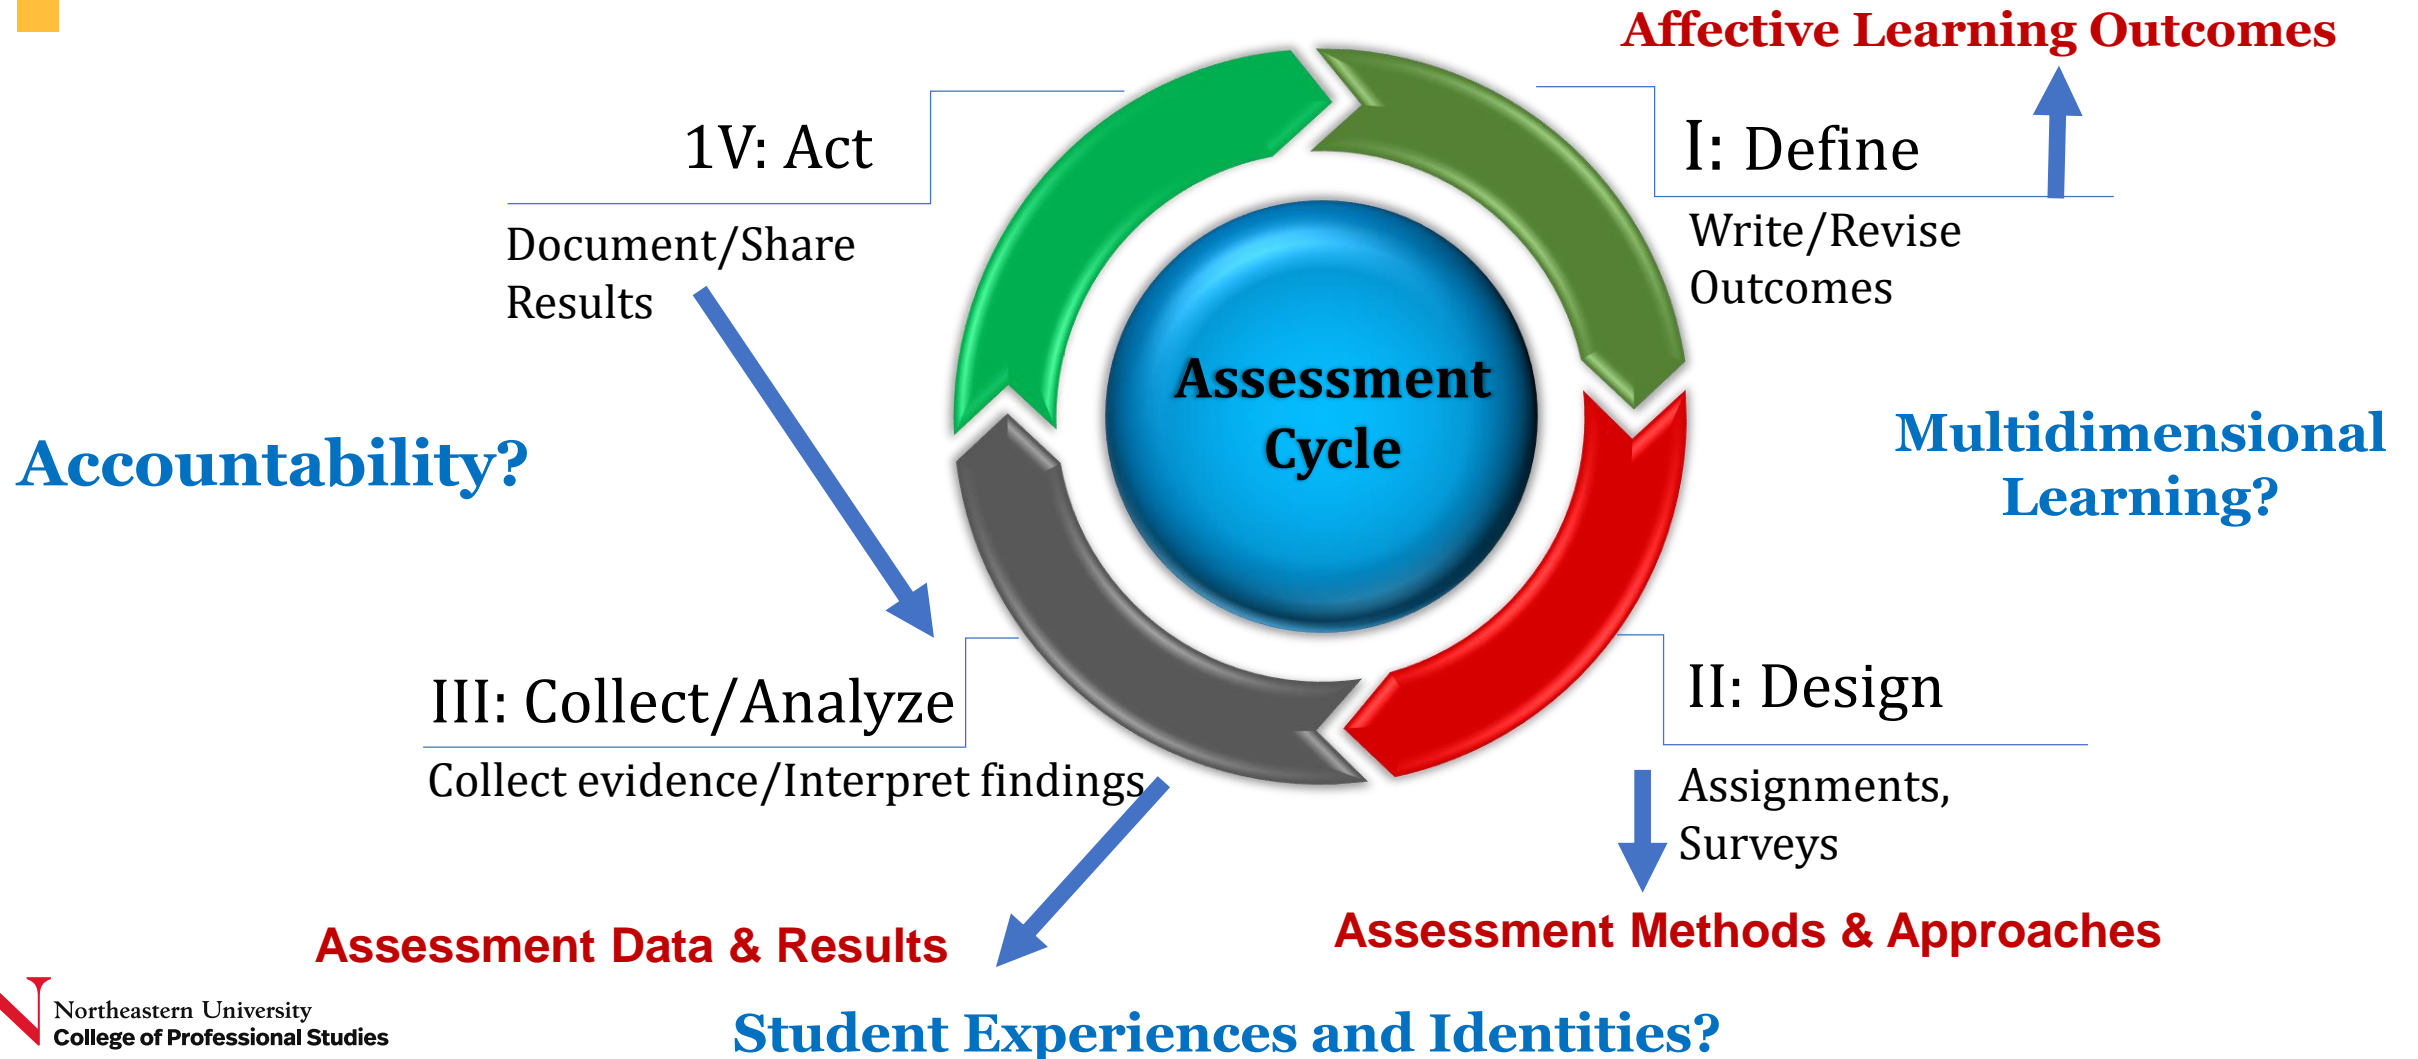 Affective Learning Outcomes
1V: Act
I: Define
Document/Share
Results
Write/Revise
Outcomes
Assessment
Cycle
Accountability?
Multidimensional
Learning?
III: Collect/Analyze
II: Design
Collect evidence/Interpret findings
Assignments,
Surveys
Assessment Data & Results
Assessment Methods & Approaches
Northeastern University
College of Professional Studies
Student Experiences and Identities?